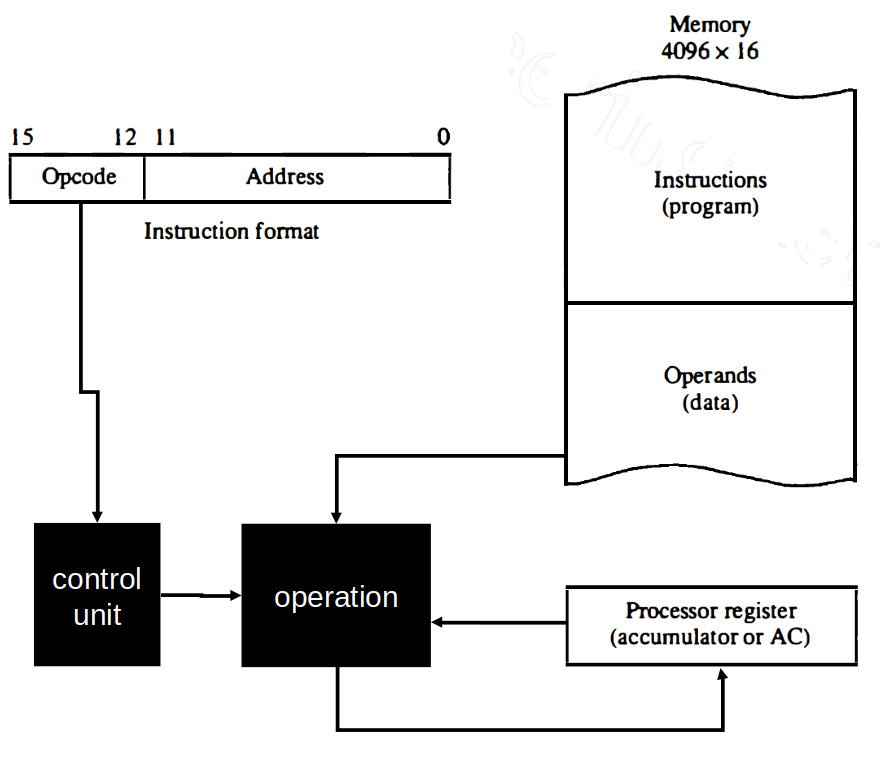 Memory
4096 × 16
15 12 11 0
Opcode Address
Instruction format
Instructions
(program)
Operands
(data)
control
unit
operation
Processor register
(accumulator or AC)